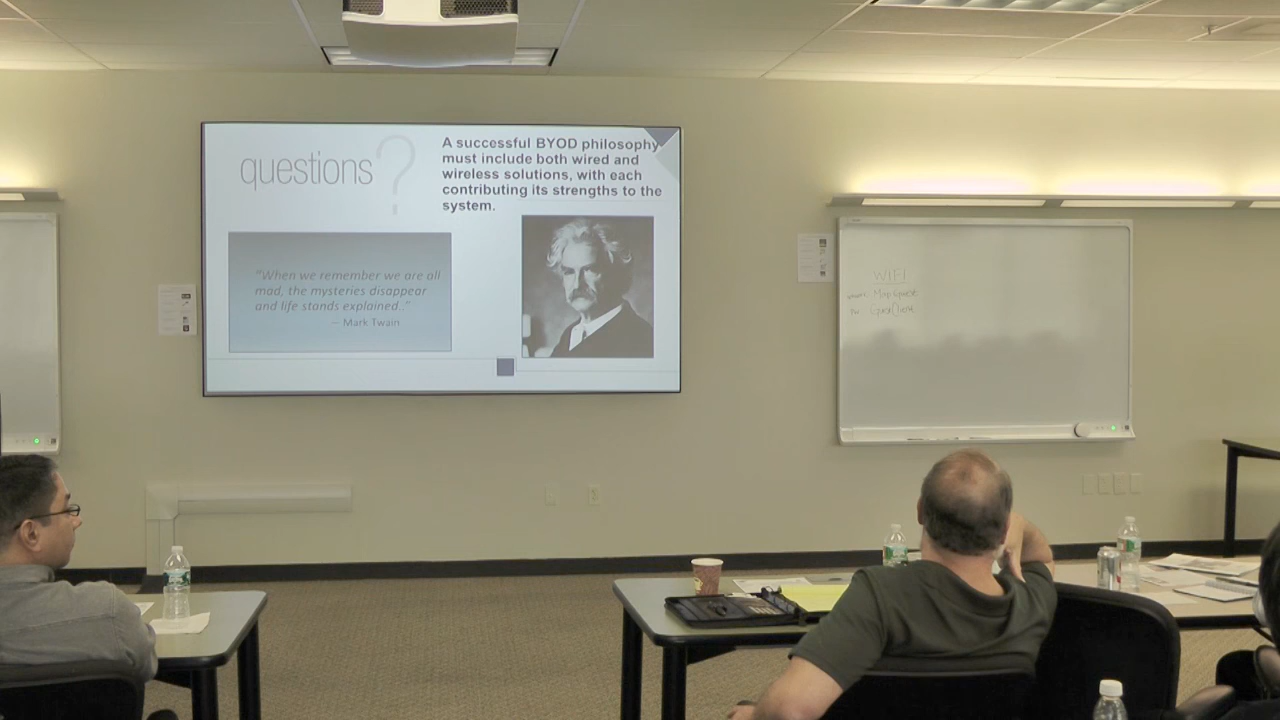 questions?
A successful BYOD philosophy
must include both wired and
wireless solutions, with each
contributing its strengths to the
system.
"When we remember we are all
mad, the mysteries disappear
and life stands explained.."
— Mark Twain
WIFI